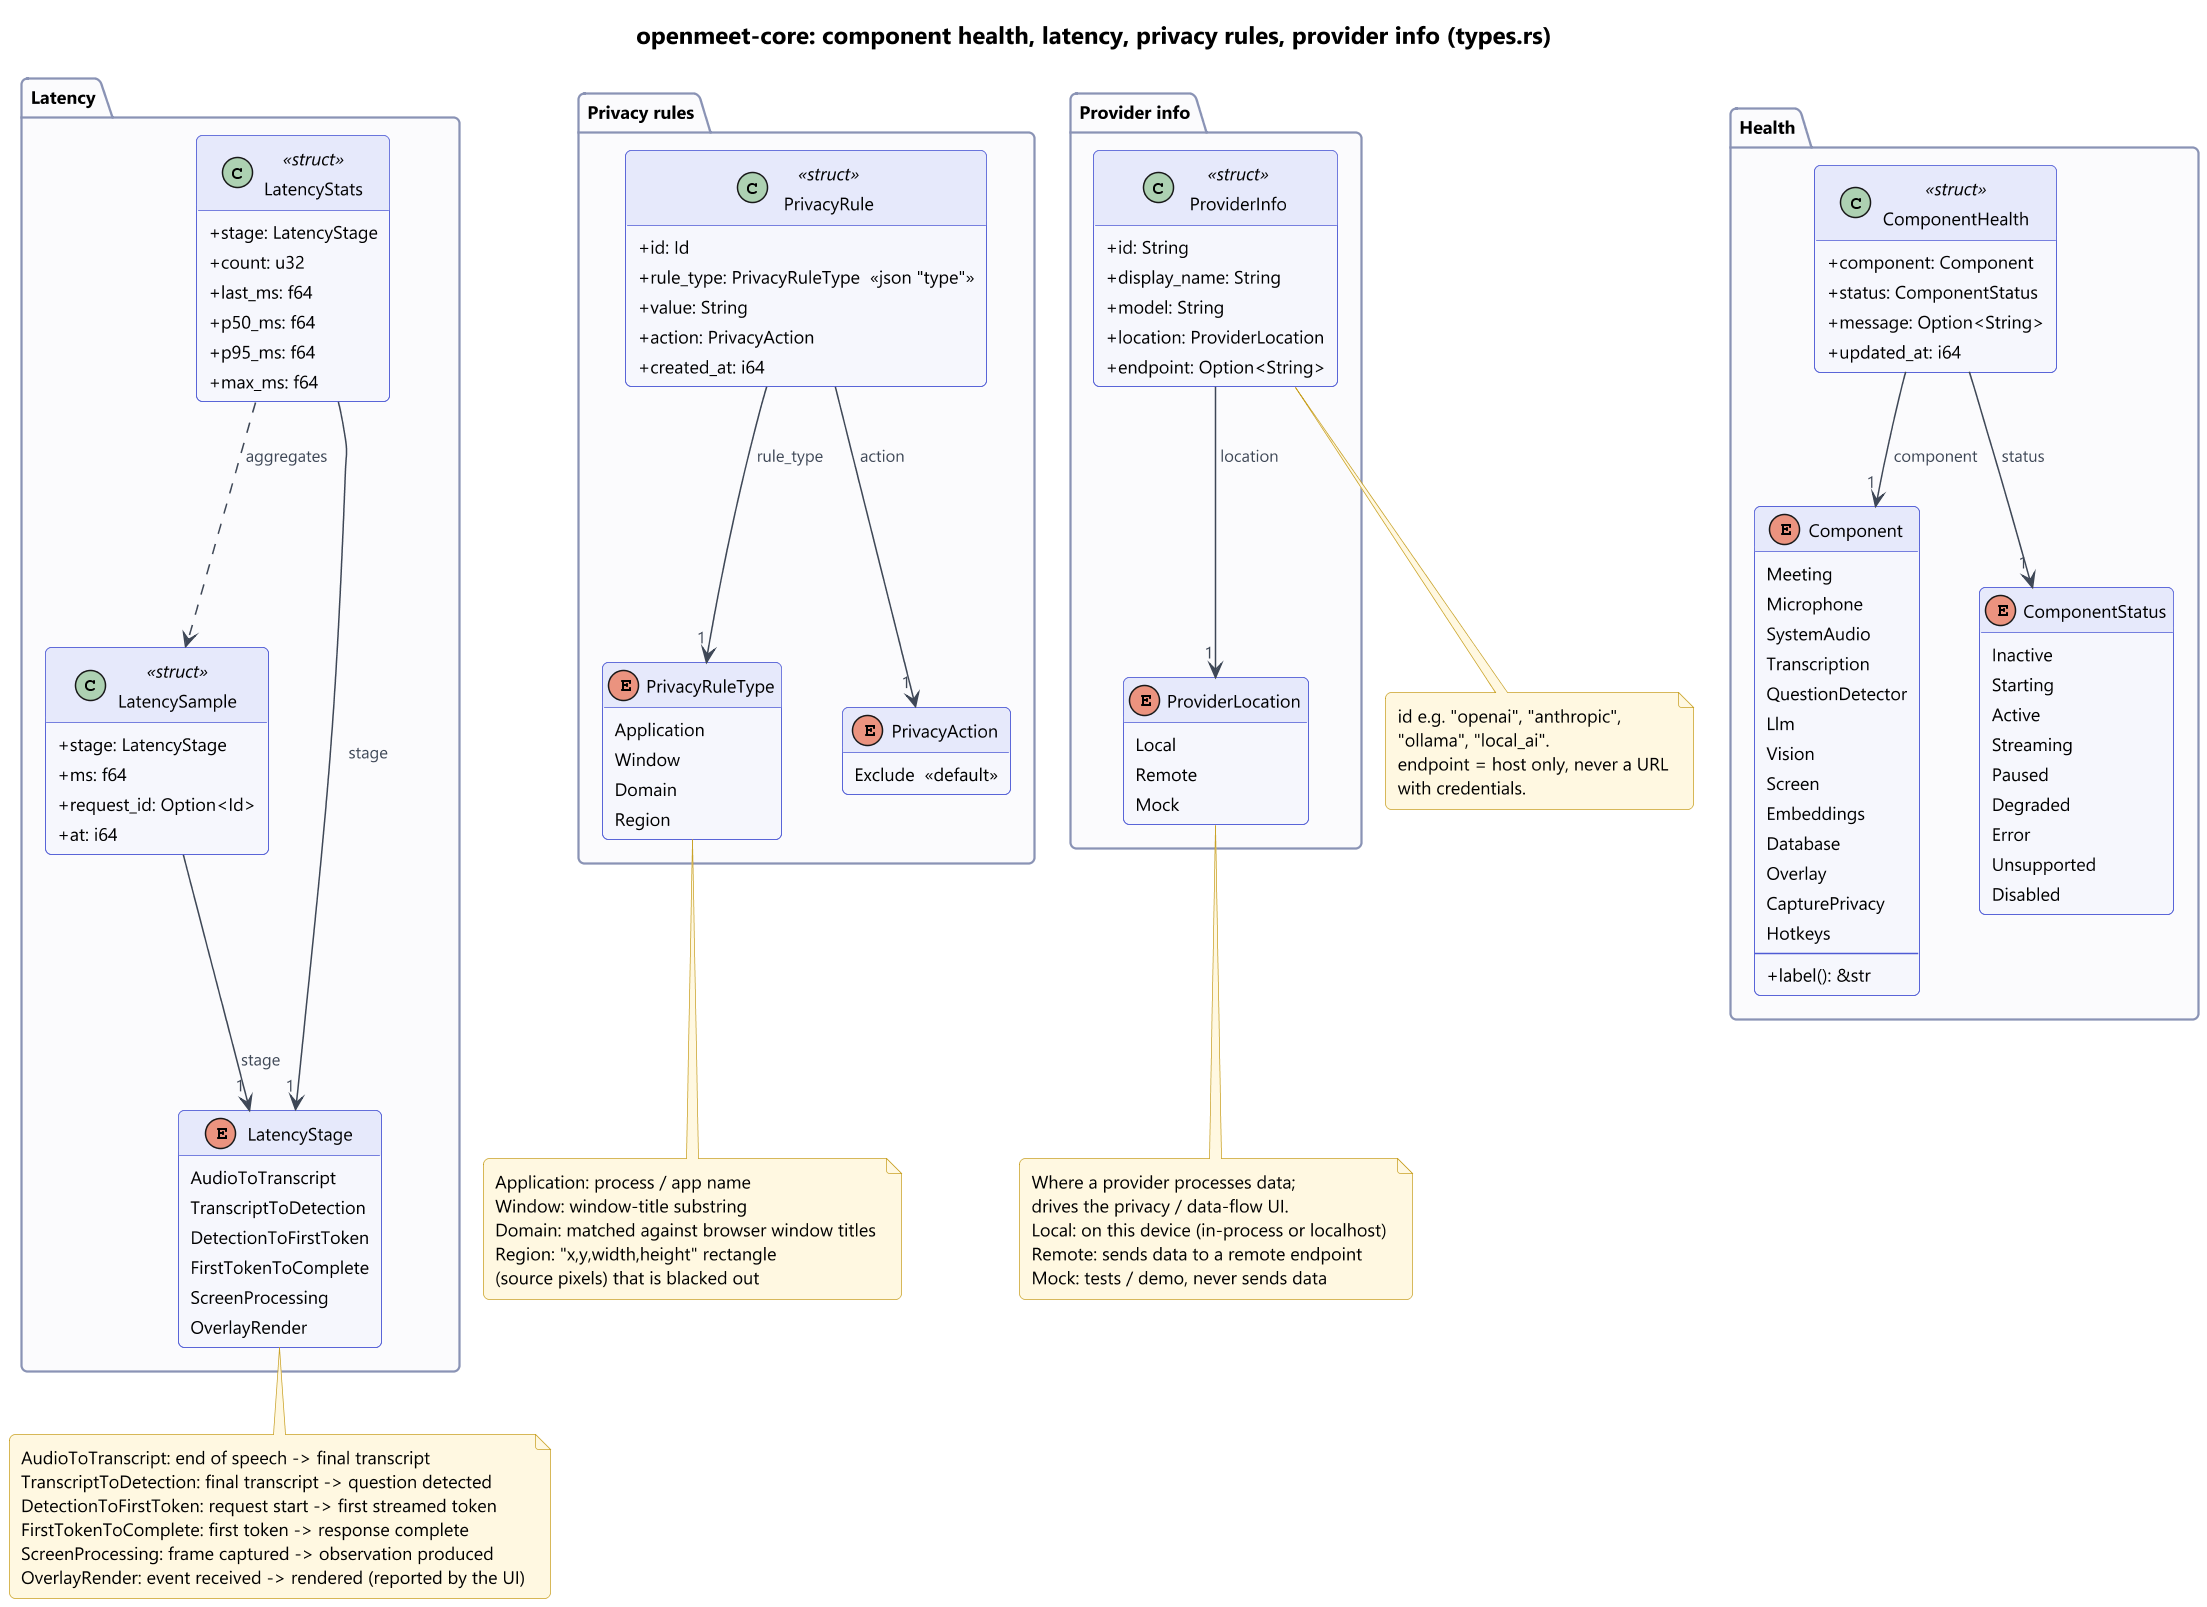 openmeet-core: component health, latency, privacy rules, provider info (types.rs)
Latency
«struct»
C
LatencyStats
+stage: LatencyStage
+count: u32
+last_ms: f64
+p50_ms: f64
+p95_ms: f64
+max_ms: f64
aggregates
stage
«struct»
C
LatencySample
+stage: LatencyStage
+ms: f64
+request_id: Option<Id>
+at: i64
stage
1
1
E
LatencyStage
AudioToTranscript
TranscriptToDetection
DetectionToFirstToken
FirstTokenToComplete
ScreenProcessing
OverlayRender
AudioToTranscript: end of speech -> final transcript
TranscriptToDetection: final transcript -> question detected
DetectionToFirstToken: request start -> first streamed token
FirstTokenToComplete: first token -> response complete
ScreenProcessing: frame captured -> observation produced
OverlayRender: event received -> rendered (reported by the UI)
Privacy rules
«struct»
C
PrivacyRule
+id: Id
+rule_type: PrivacyRuleType «json "type"»
+value: String
+action: PrivacyAction
+created_at: i64
rule_type
action
1
1
E
PrivacyRuleType
Application
Window
Domain
Region
E
PrivacyAction
Exclude «default»
Application: process / app name
Window: window-title substring
Domain: matched against browser window titles
Region: "x,y,width,height" rectangle
(source pixels) that is blacked out
Provider info
«struct»
C
ProviderInfo
+id: String
+display_name: String
+model: String
+location: ProviderLocation
+endpoint: Option<String>
location
1
E
ProviderLocation
Local
Remote
Mock
id e.g. "openai", "anthropic",
"ollama", "local_ai".
endpoint = host only, never a URL
with credentials.
Where a provider processes data;
drives the privacy / data-flow UI.
Local: on this device (in-process or localhost)
Remote: sends data to a remote endpoint
Mock: tests / demo, never sends data
Health
«struct»
C
ComponentHealth
+component: Component
+status: ComponentStatus
+message: Option<String>
+updated_at: i64
component
status
1
1
E
Component
Meeting
Microphone
SystemAudio
Transcription
QuestionDetector
Llm
Vision
Screen
Embeddings
Database
Overlay
CapturePrivacy
Hotkeys
+label(): &str
E
ComponentStatus
Inactive
Starting
Active
Streaming
Paused
Degraded
Error
Unsupported
Disabled